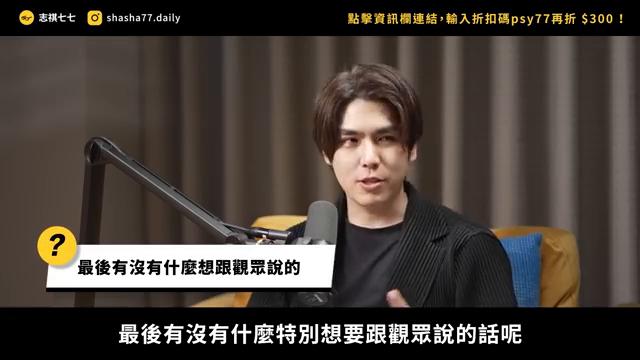 志祺七七
shasha77.daily
點擊資訊欄連結，輸入折扣碼psy77再折 $300！
?
最後有沒有什麼想跟觀眾說的
最後有沒有什麼特別想要跟觀眾說的話呢